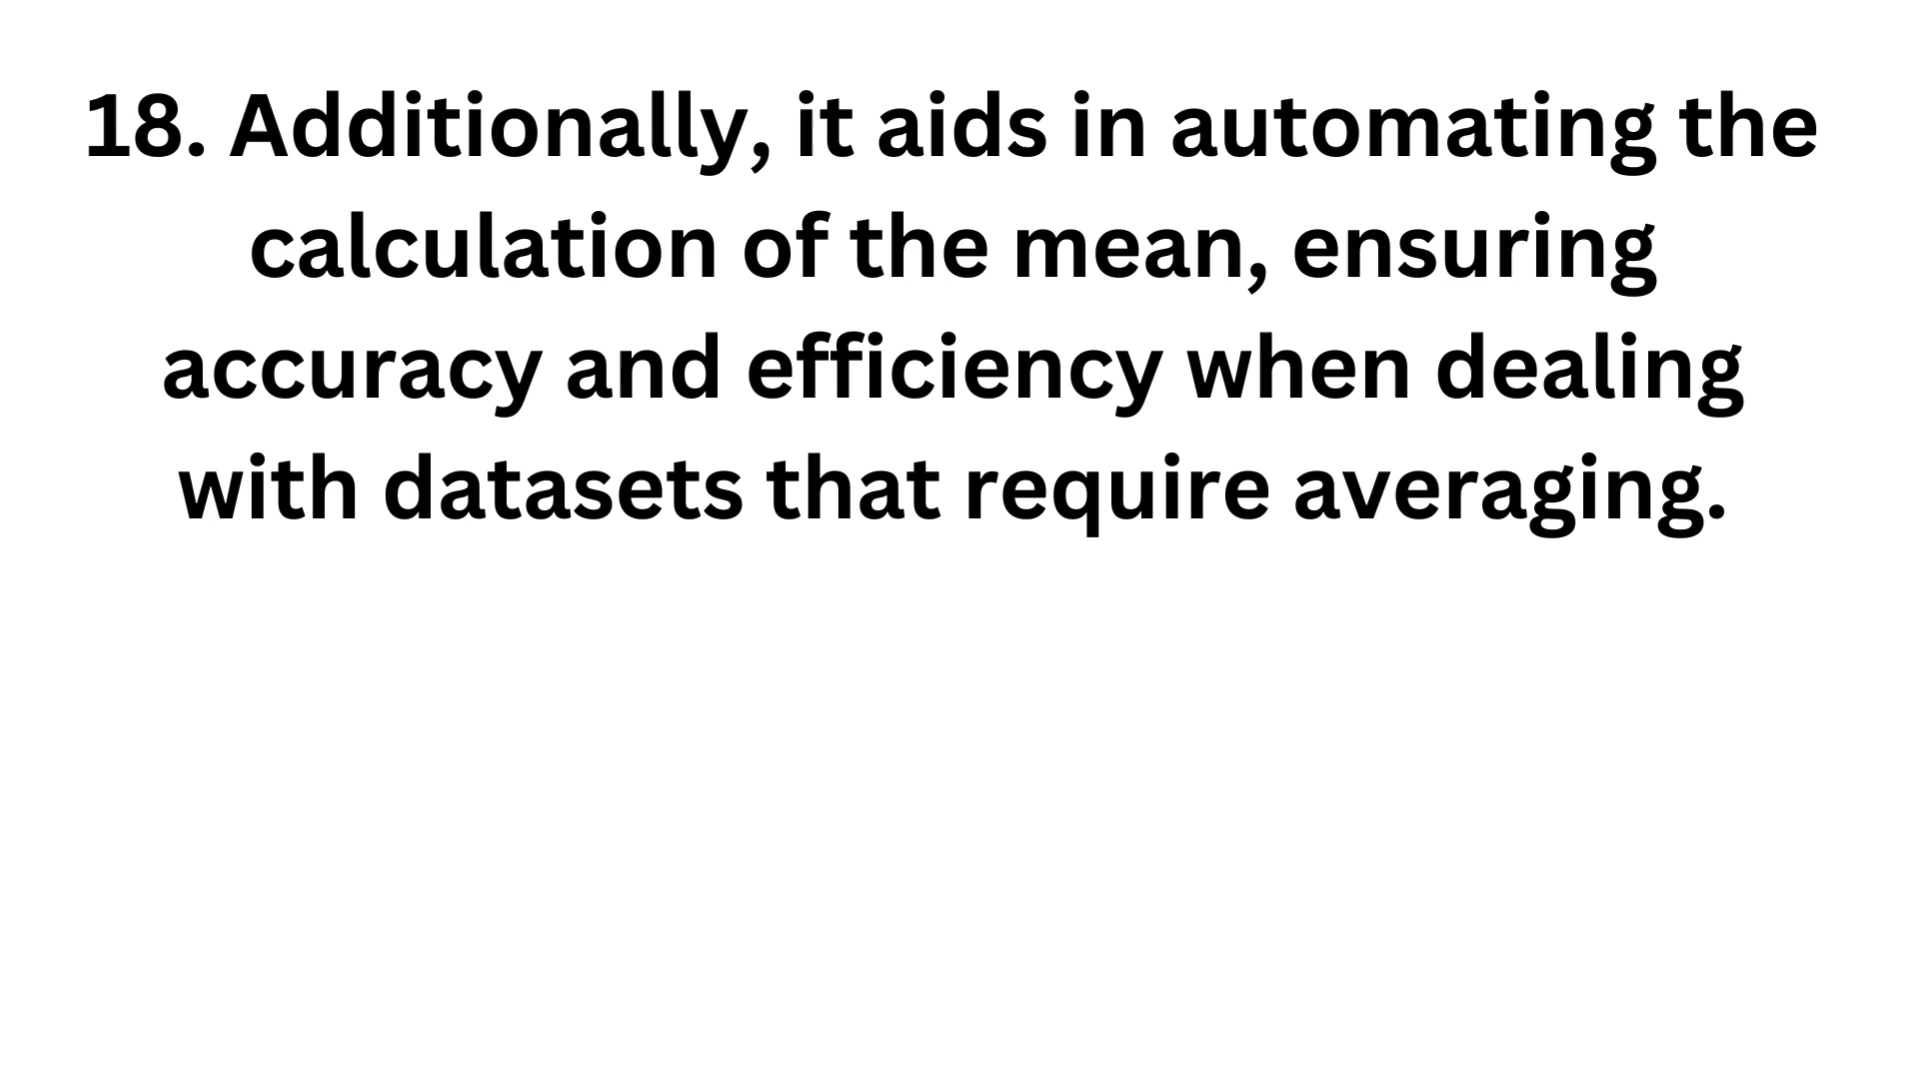 18. Additionally, it aids in automating the
calculation of the mean, ensuring
accuracy and efficiency when dealing
with datasets that require averaging.